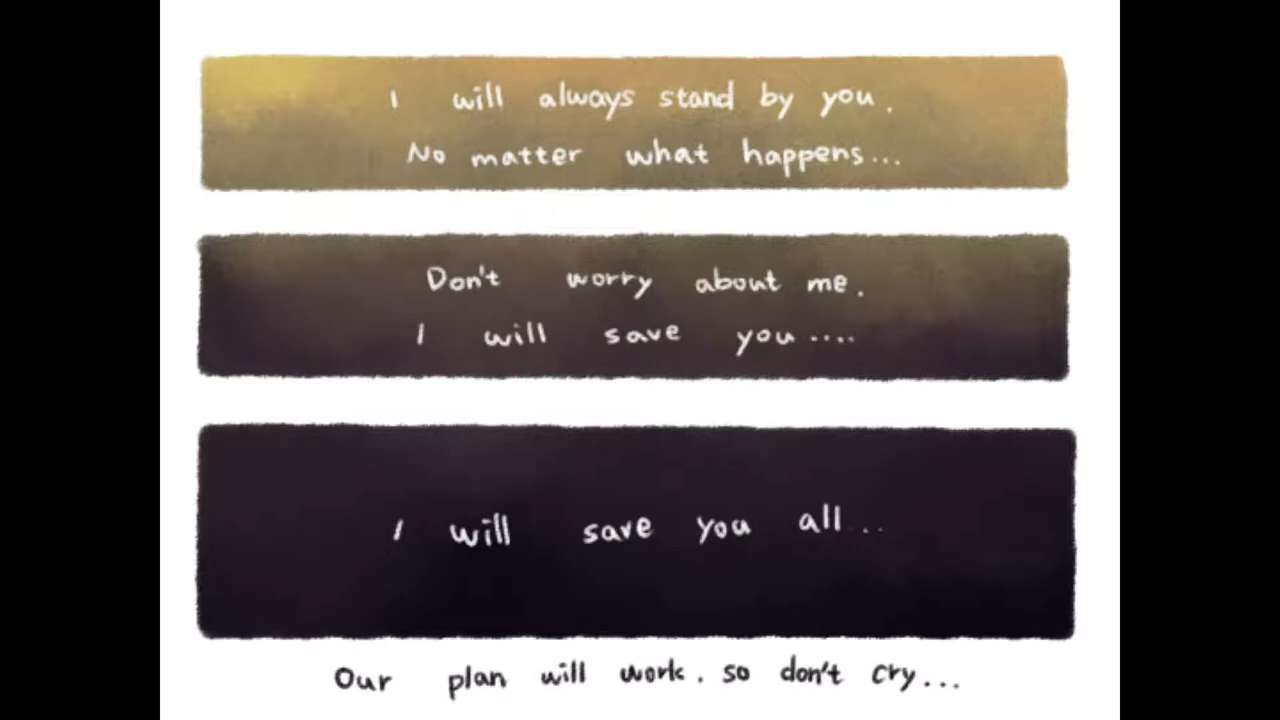 I will always stand by you.
No matter what happens...
Don't worry about me.
I will save you....
I will save you all...
Our plan will work. so don't cry...